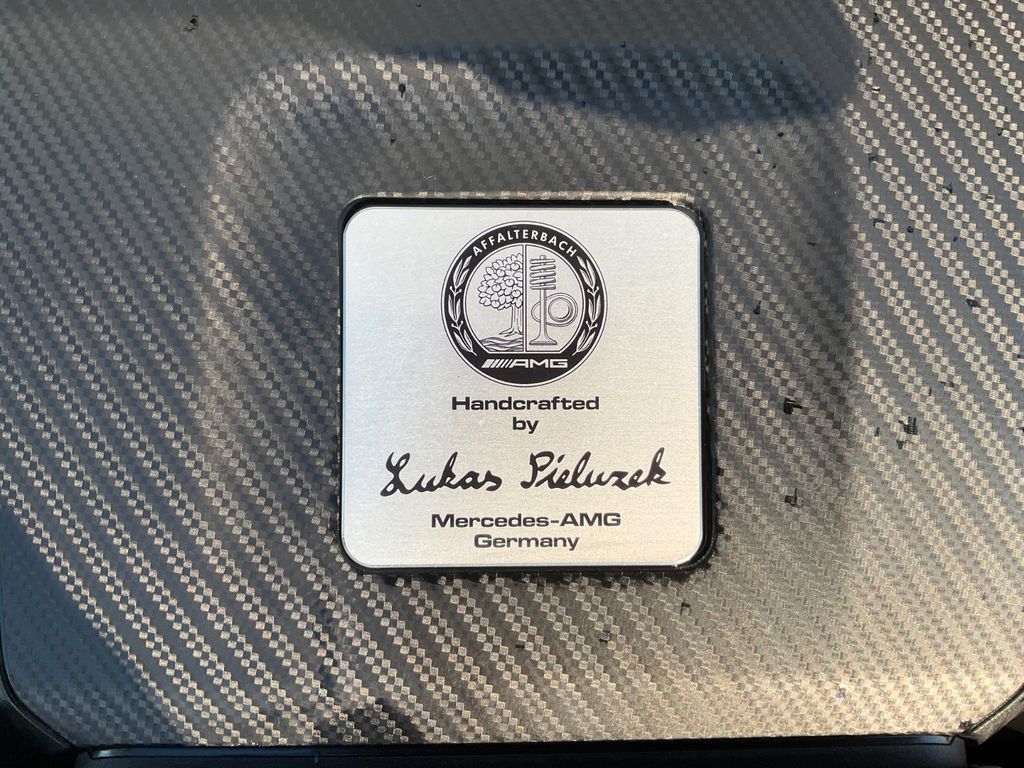 AFFALTERBACH
AMG
Handcrafted
by
Lukas Pieluzek
Mercedes-AMG
Germany